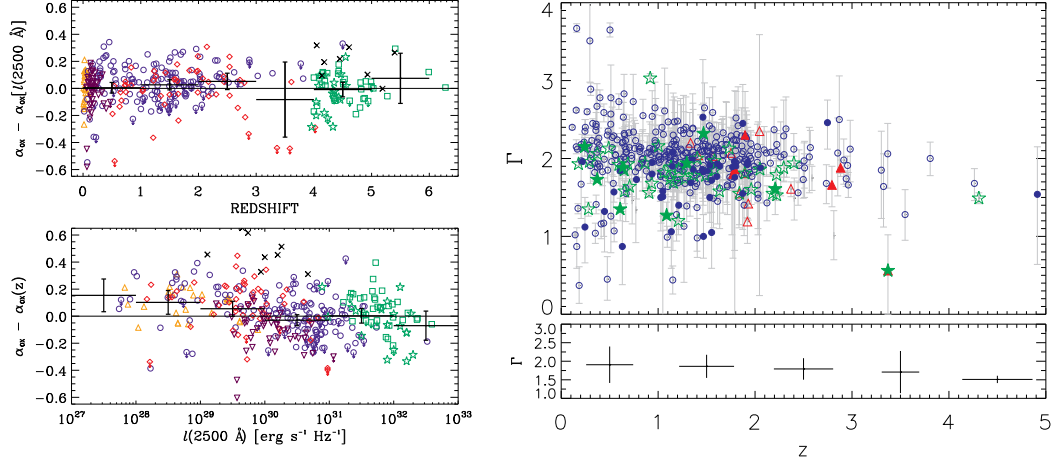 0.6
0.4
0.2
0.0
-0.2
-0.4
-0.6
αox − αox[l(2500 Å)]
0 1 2 3 4 5 6
REDSHIFT
0.6
0.4
0.2
0.0
-0.2
-0.4
-0.6
αox − αox(z)
10^27 10^28 10^29 10^30 10^31 10^32 10^33
l(2500 Å) [erg s⁻¹ Hz⁻¹]
4
3
2
1
0
Γ
3.0
2.5
2.0
1.5
1.0
Γ
0 1 2 3 4 5
z